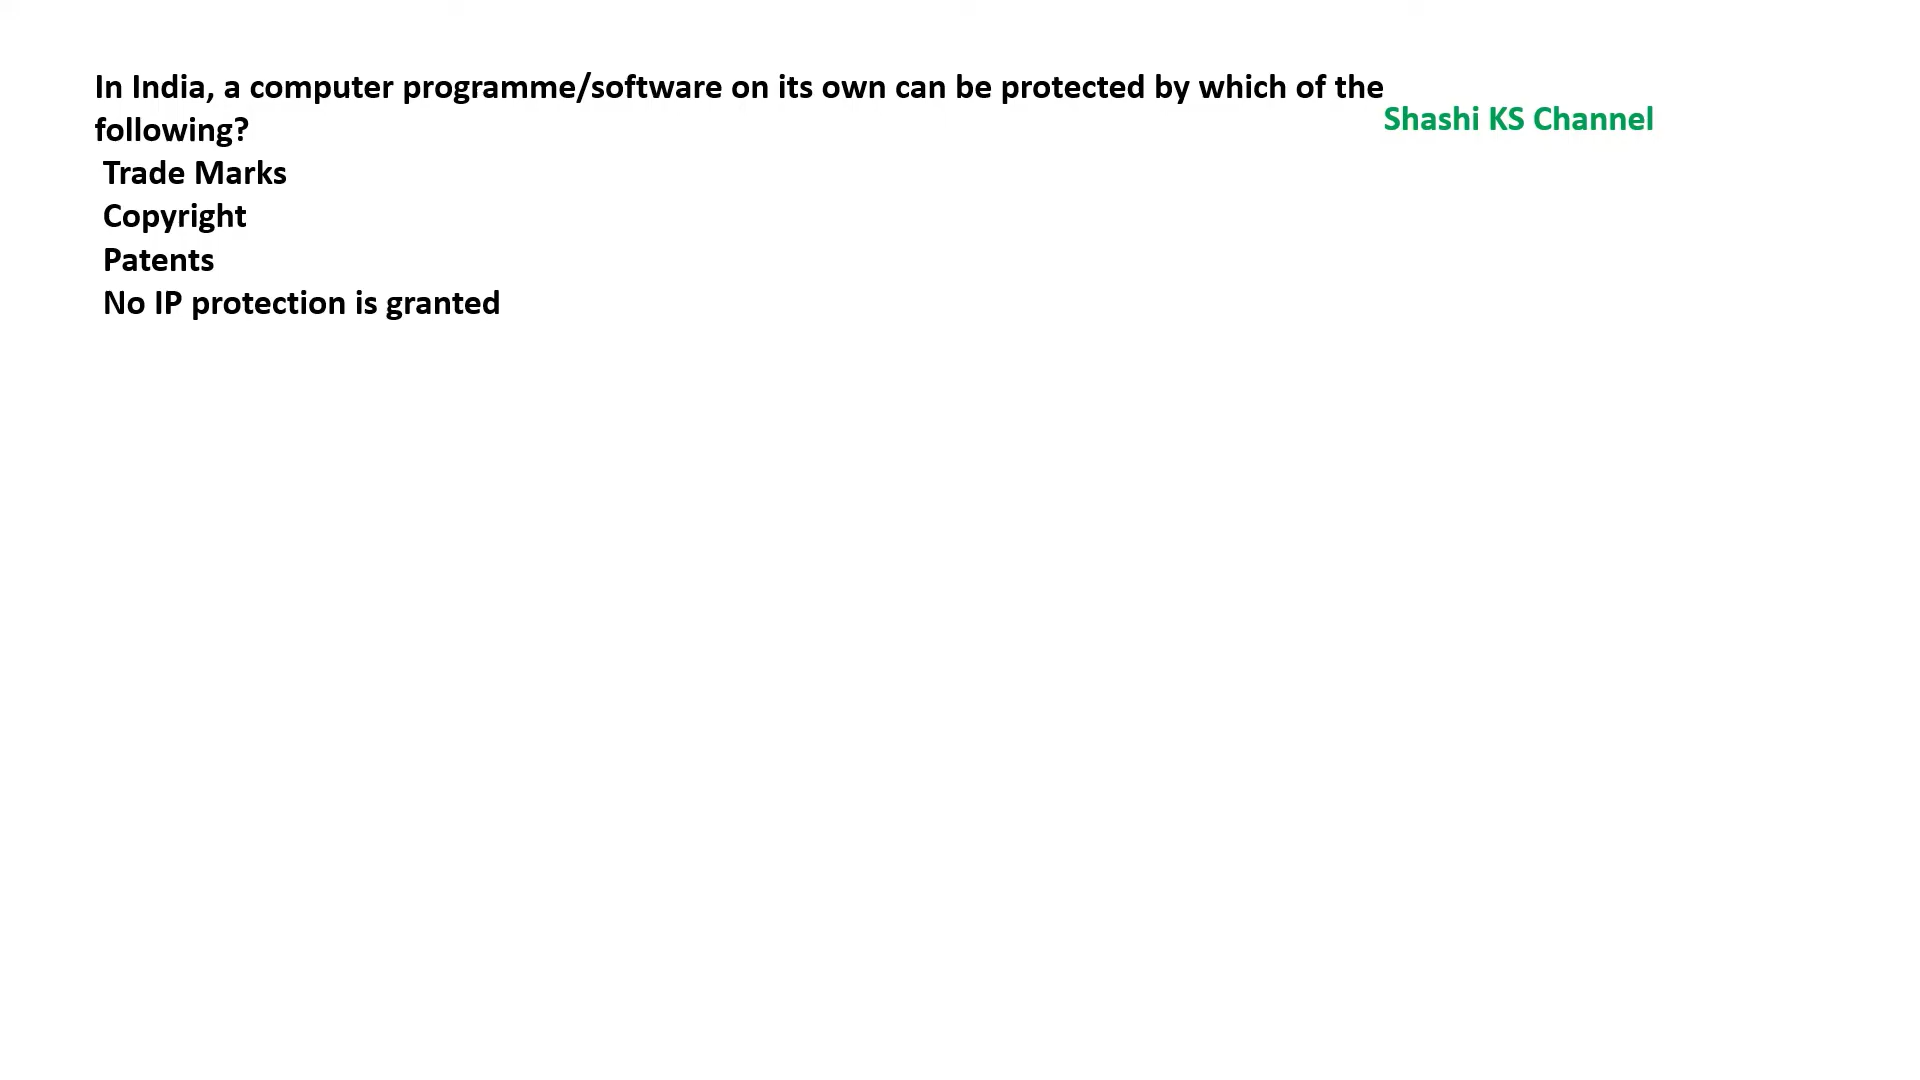 In India, a computer programme/software on its own can be protected by which of the
following?
Shashi KS Channel
Trade Marks
Copyright
Patents
No IP protection is granted